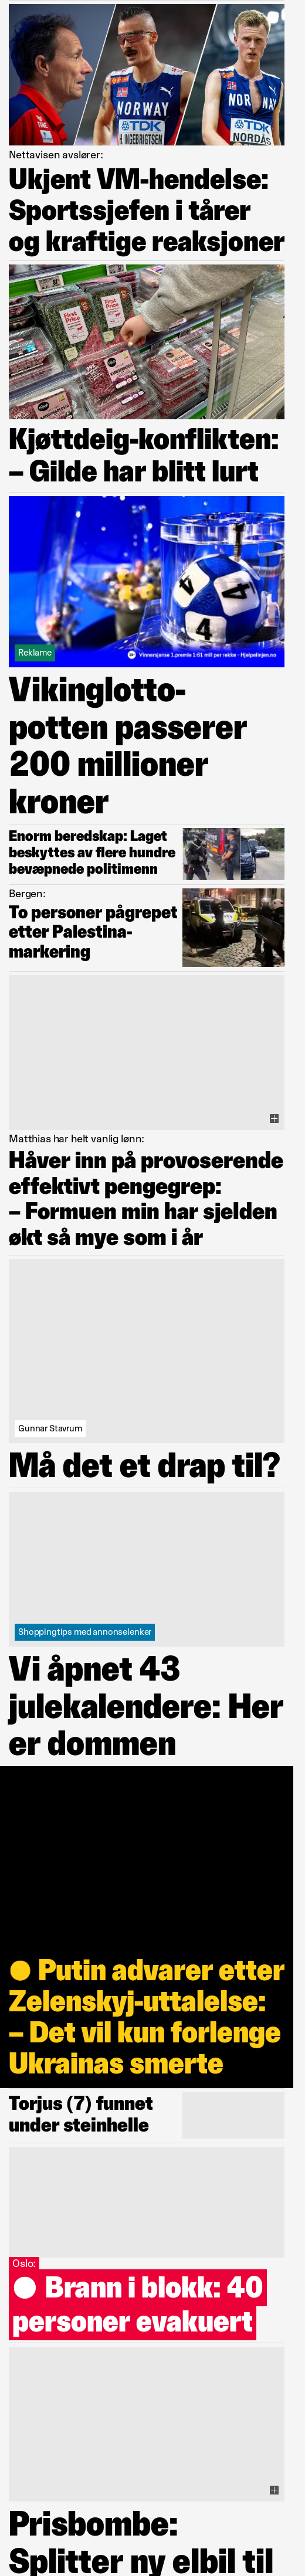 NORWAY
TDK
INGEBRIGTSEN
NORWAY
TDK
NORDÅS
Nettavisen avslører:
Ukjent VM-hendelse:
Sportssjefen i tårer
og kraftige reaksjoner
First Price
First Price
Kjøttdeig-konflikten:
– Gilde har blitt lurt
4
4
Reklame
Vinnersjanse 1.premie 1:61 mill per rekke - Hjelpelinjen.no
Vikinglotto-
potten passerer
200 millioner
kroner
Enorm beredskap: Laget
beskyttes av flere hundre
bevæpnede politimenn
Bergen:
To personer pågrepet
etter Palestina-
markering
Matthias har helt vanlig lønn:
Håver inn på provoserende
effektivt pengegrep:
– Formuen min har sjelden
økt så mye som i år
Gunnar Stavrum
Må det et drap til?
Shoppingtips med annonselenker
Vi åpnet 43
julekalendere: Her
er dommen
● Putin advarer etter
Zelenskyj-uttalelse:
– Det vil kun forlenge
Ukrainas smerte
Torjus (7) funnet
under steinhelle
Oslo:
● Brann i blokk: 40
personer evakuert
Prisbombe:
Splitter ny elbil til